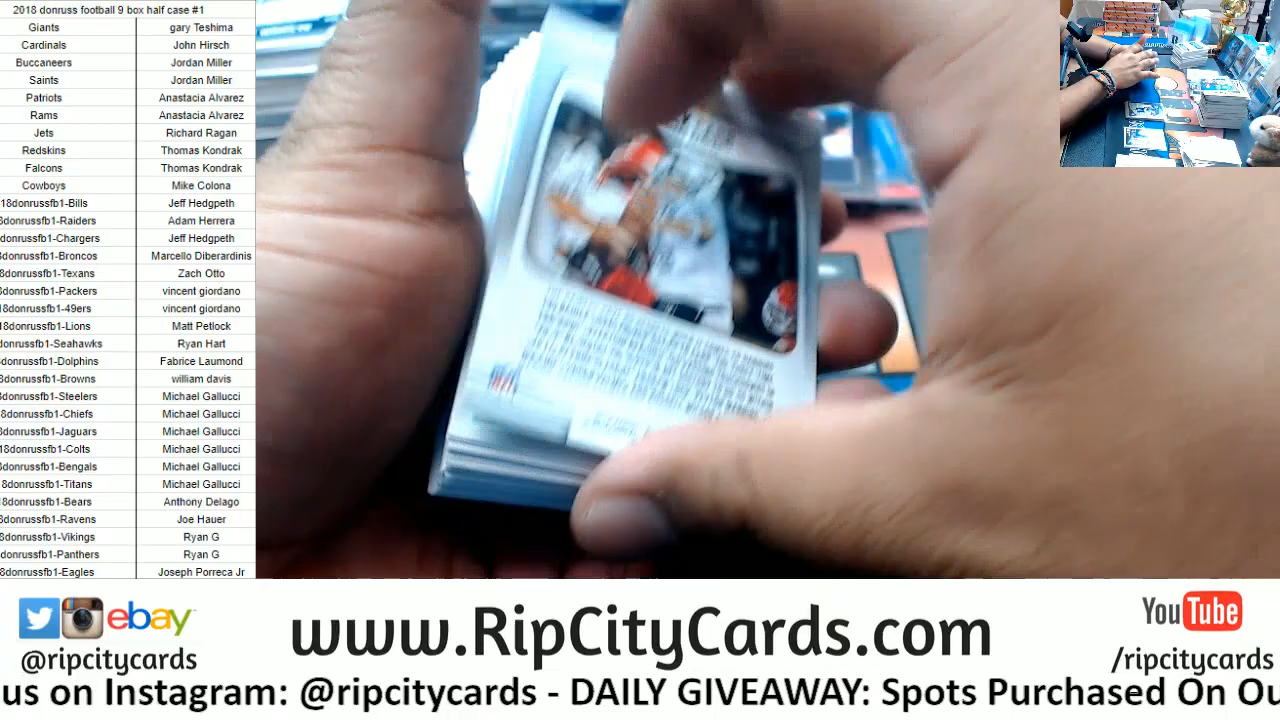 2018 donruss football 9 box half case #1
Giants gary Teshima
Cardinals John Hirsch
Buccaneers Jordan Miller
Saints Jordan Miller
Patriots Anastacia Alvarez
Rams Anastacia Alvarez
Jets Richard Ragan
Redskins Thomas Kondrak
Falcons Thomas Kondrak
Cowboys Mike Colona
18donrussfb1-Bills Jeff Hedgpeth
8donrussfb1-Raiders Adam Herrera
donrussfb1-Chargers Jeff Hedgpeth
donrussfb1-Broncos Marcello Diberardinis
8donrussfb1-Texans Zach Otto
8donrussfb1-Packers vincent giordano
18donrussfb1-49ers vincent giordano
18donrussfb1-Lions Matt Petlock
donrussfb1-Seahawks Ryan Hart
donrussfb1-Dolphins Fabrice Laumond
8donrussfb1-Browns william davis
8donrussfb1-Steelers Michael Gallucci
8donrussfb1-Chiefs Michael Gallucci
8donrussfb1-Jaguars Michael Gallucci
18donrussfb1-Colts Michael Gallucci
8donrussfb1-Bengals Michael Gallucci
18donrussfb1-Titans Michael Gallucci
18donrussfb1-Bears Anthony Delago
8donrussfb1-Ravens Joe Hauer
8donrussfb1-Vikings Ryan G
donrussfb1-Panthers Ryan G
8donrussfb1-Eagles Joseph Porreca Jr
ebay
@ripcitycards
www.RipCityCards.com
YouTube
/ripcitycards
us on Instagram: @ripcitycards - DAILY GIVEAWAY: Spots Purchased On Ou